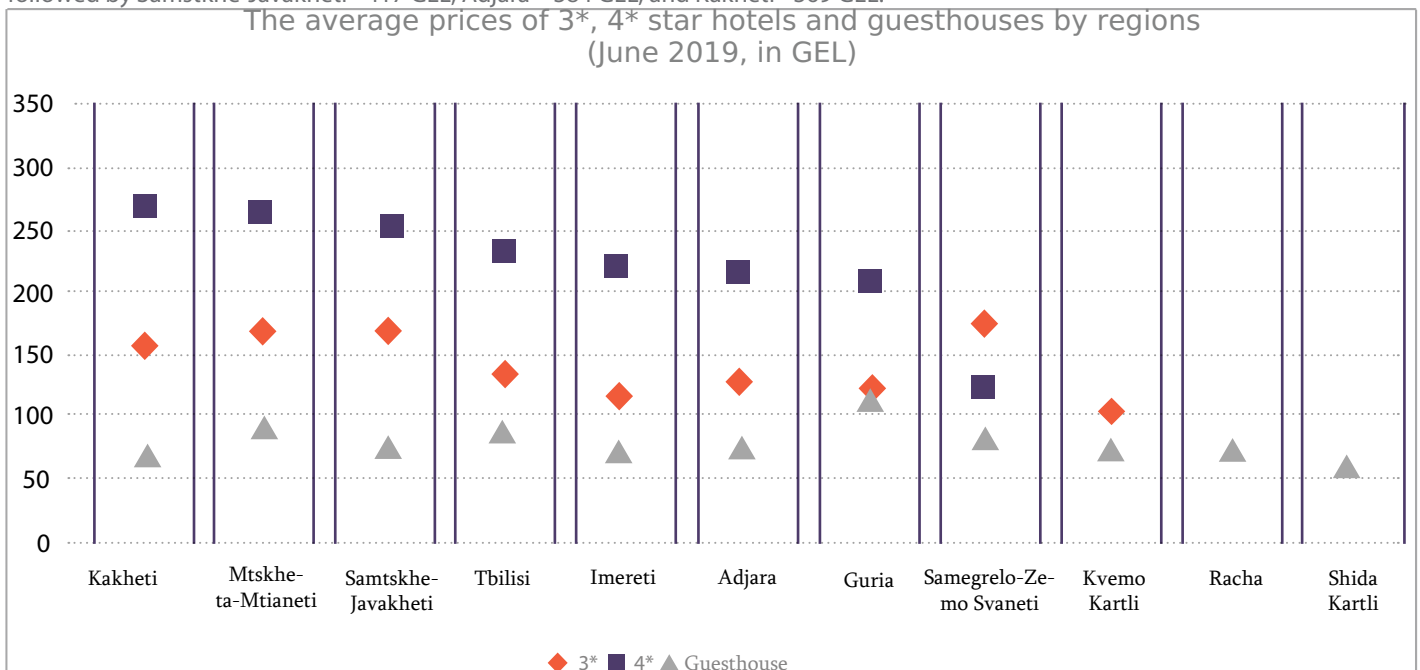 The average prices of 3*, 4* star hotels and guesthouses by regions
(June 2019, in GEL)
350
300
250
200
150
100
50
0
Kakheti
Mtskhe-
ta-Mtianeti
Samtskhe-
Javakheti
Tbilisi
Imereti
Adjara
Guria
Samegrelo-Ze-
mo Svaneti
Kvemo
Kartli
Racha
Shida
Kartli
3* 4* Guesthouse